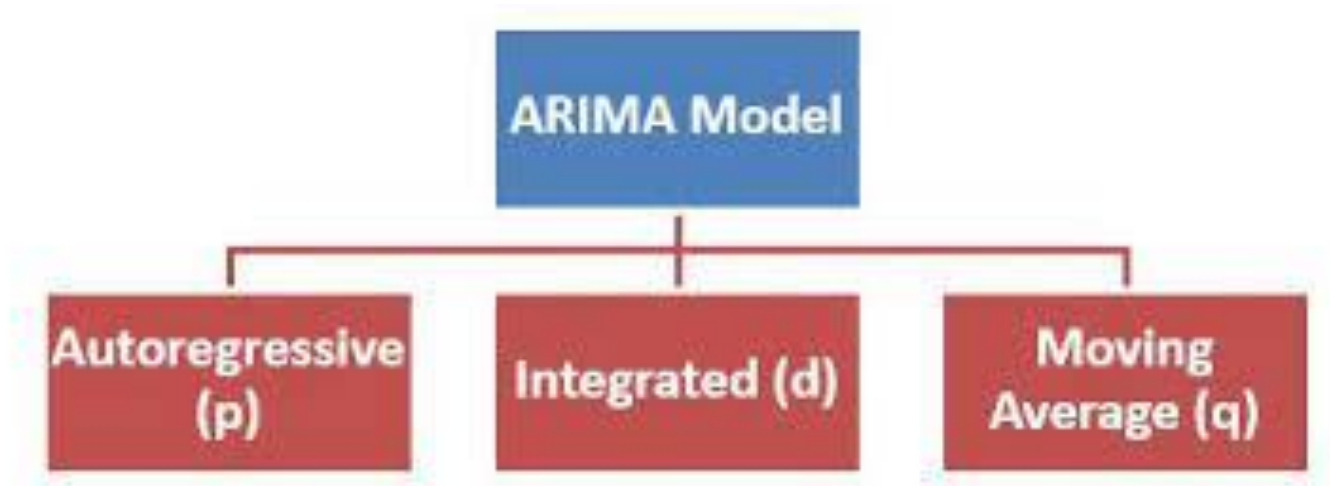 ARIMA Model
Autoregressive
(p)
Integrated (d)
Moving
Average (q)